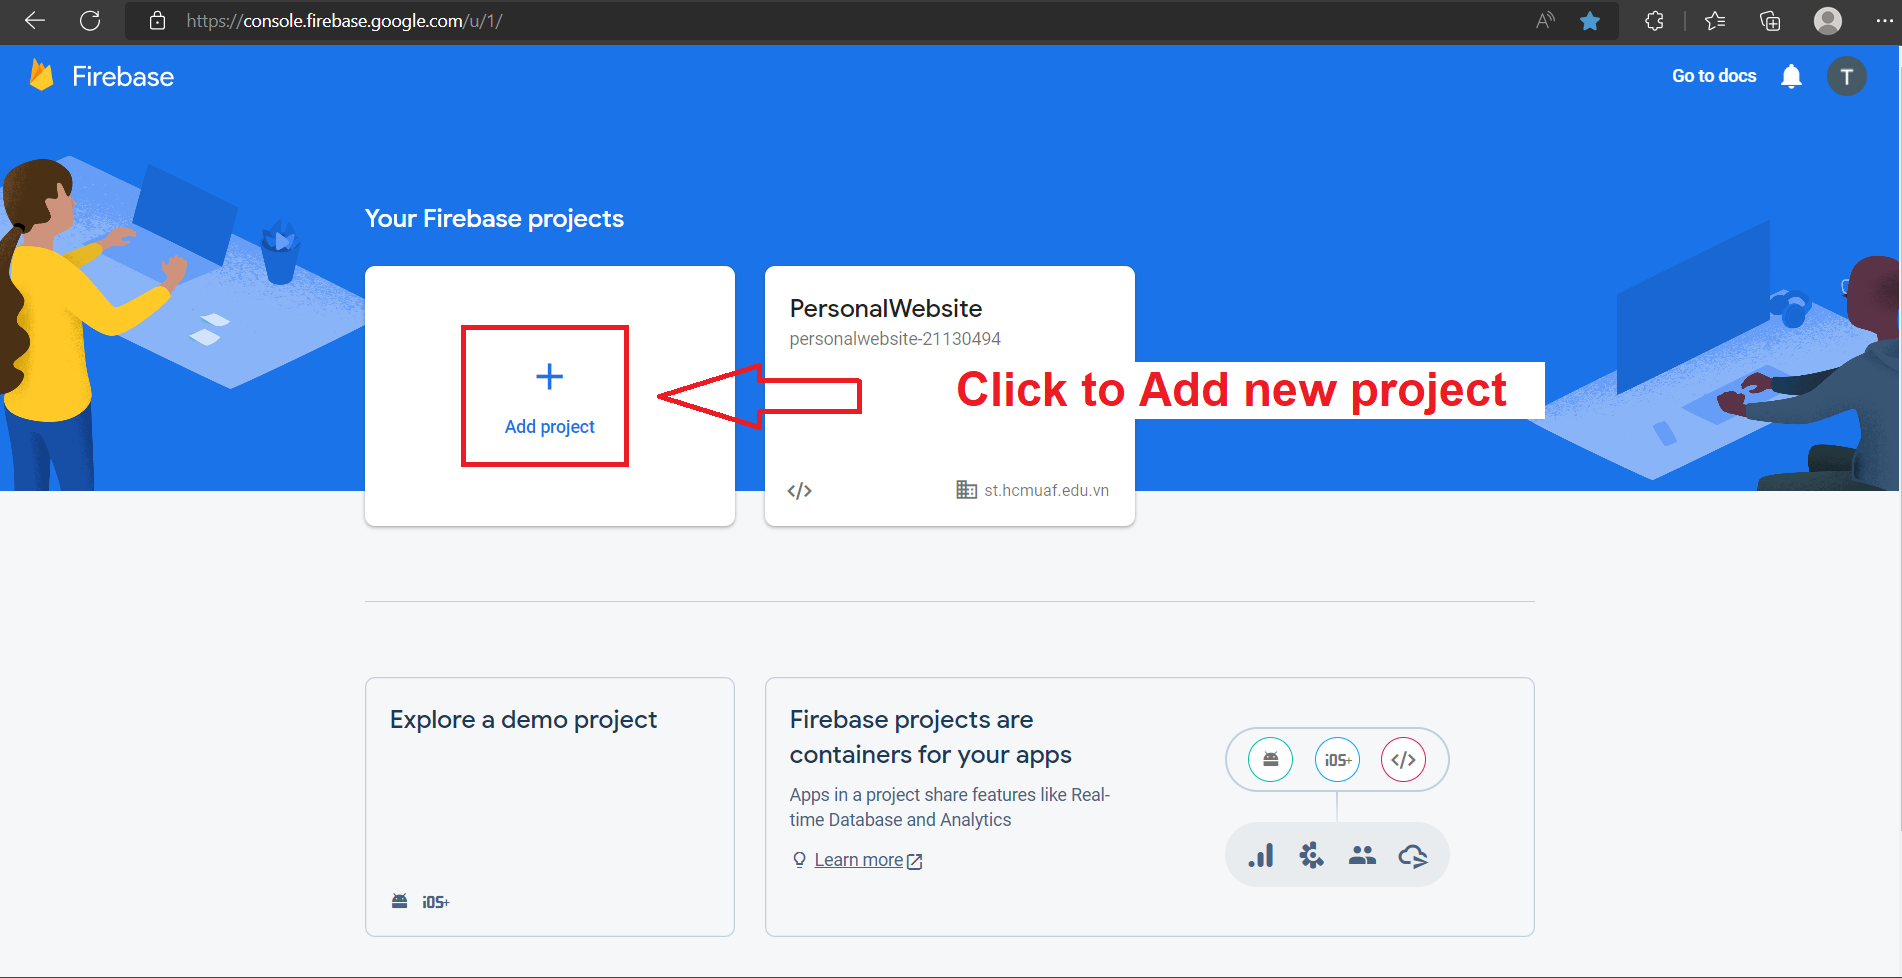 https://console.firebase.google.com/u/1/
Firebase
Go to docs
T
Your Firebase projects
Add project
PersonalWebsite
personalwebsite-21130494
Click to Add new project
st.hcmuaf.edu.vn
Explore a demo project
iOS+
Firebase projects are
containers for your apps
Apps in a project share features like Real-
time Database and Analytics
Learn more
iOS+